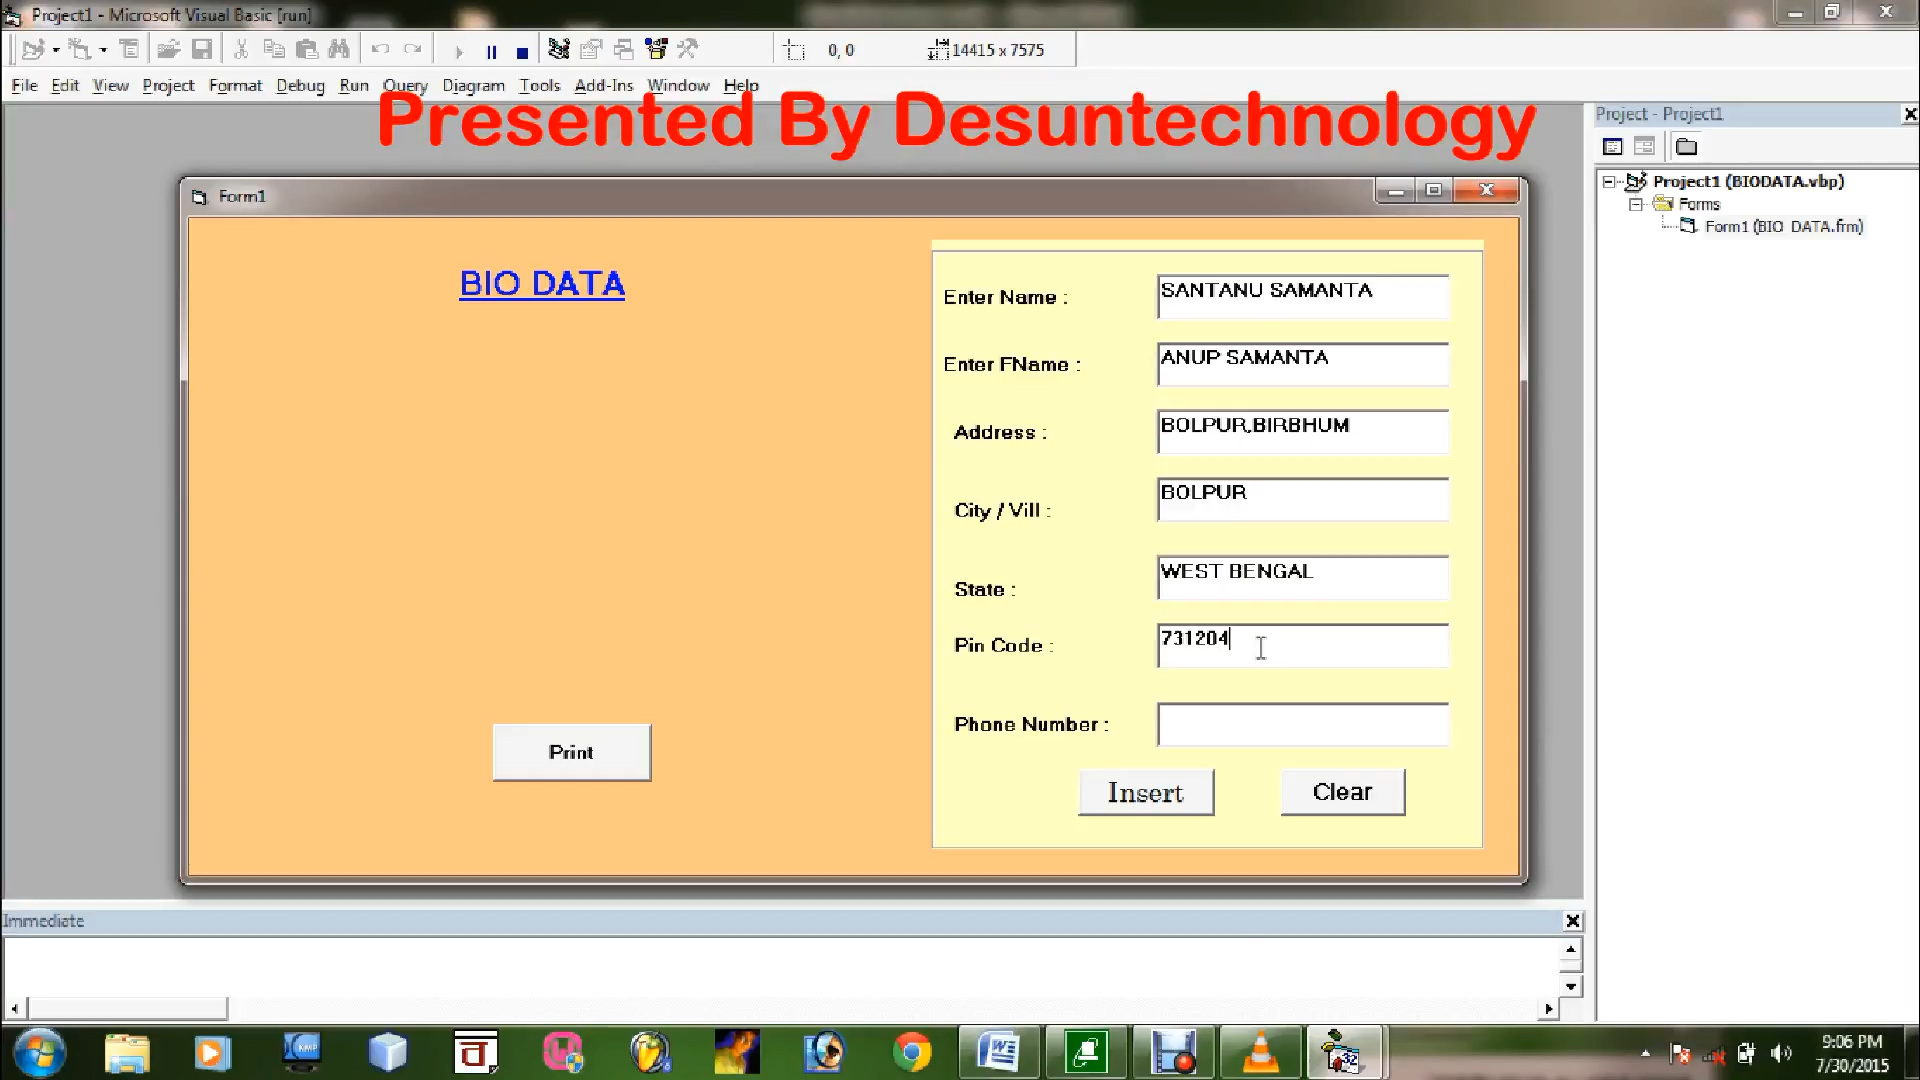 Project1 - Microsoft Visual Basic [run]
0, 0
14415 x 7575
File Edit View Project Format Debug Run Query Diagram Tools Add-Ins Window Help
Presented By Desuntechnology
Project - Project1
Project1 (BIODATA.vbp)
Forms
Form1 (BIO DATA.frm)
Form1
BIO DATA
Enter Name : SANTANU SAMANTA
Enter FName : ANUP SAMANTA
Address : BOLPUR,BIRBHUM
City / Vill : BOLPUR
State : WEST BENGAL
Pin Code : 731204
Phone Number :
Print
Insert Clear
Immediate
KMP
W
32
9:06 PM
7/30/2015